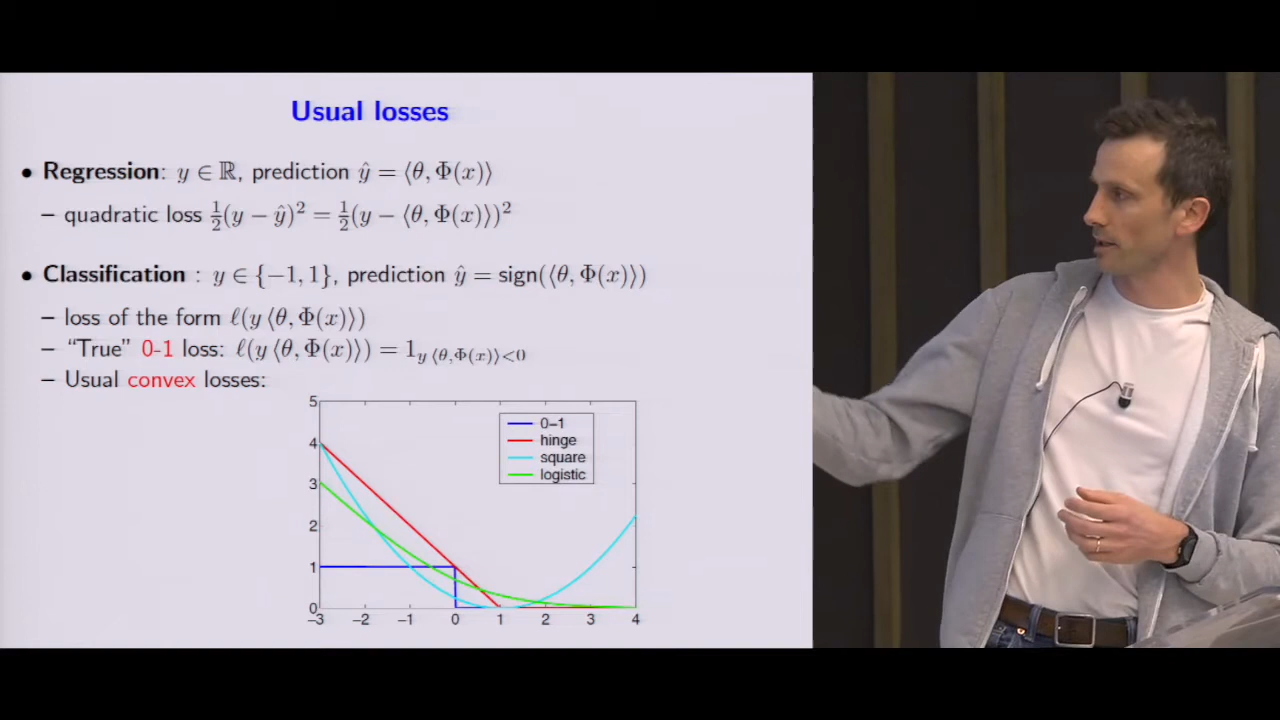 Usual losses
• Regression: y ∈ ℝ, prediction ŷ = ⟨θ, Φ(x)⟩
– quadratic loss ½(y − ŷ)² = ½(y − ⟨θ, Φ(x)⟩)²
• Classification : y ∈ {−1, 1}, prediction ŷ = sign(⟨θ, Φ(x)⟩)
– loss of the form ℓ(y ⟨θ, Φ(x)⟩)
– “True” 0-1 loss: ℓ(y ⟨θ, Φ(x)⟩) = 1_{y ⟨θ,Φ(x)⟩<0}
– Usual convex losses:
5
4
3
2
1
0
0−1
hinge
square
logistic
−3 −2 −1 0 1 2 3 4